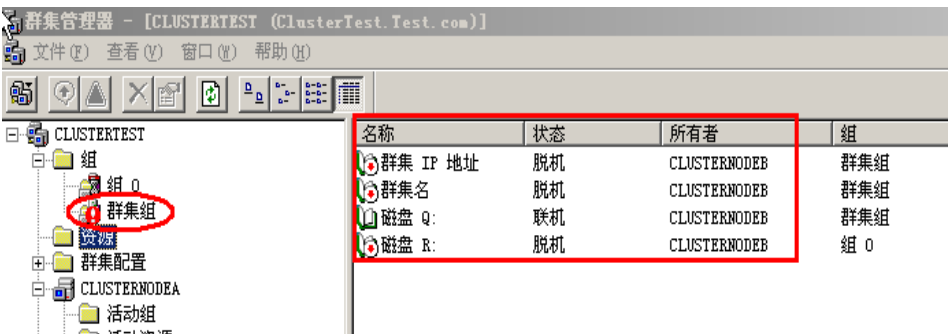 群集管理器 - [CLUSTERTEST (ClusterTest.Test.com)]
文件(F) 查看(V) 窗口(W) 帮助(H)
CLUSTERTEST
组
组 0
群集组
资源
群集配置
CLUSTERNODEA
活动组
活动资源
名称 状态 所有者 组
群集 IP 地址 脱机 CLUSTERNODEB 群集组
群集名 脱机 CLUSTERNODEB 群集组
磁盘 Q: 联机 CLUSTERNODEB 群集组
磁盘 R: 脱机 CLUSTERNODEB 组 0